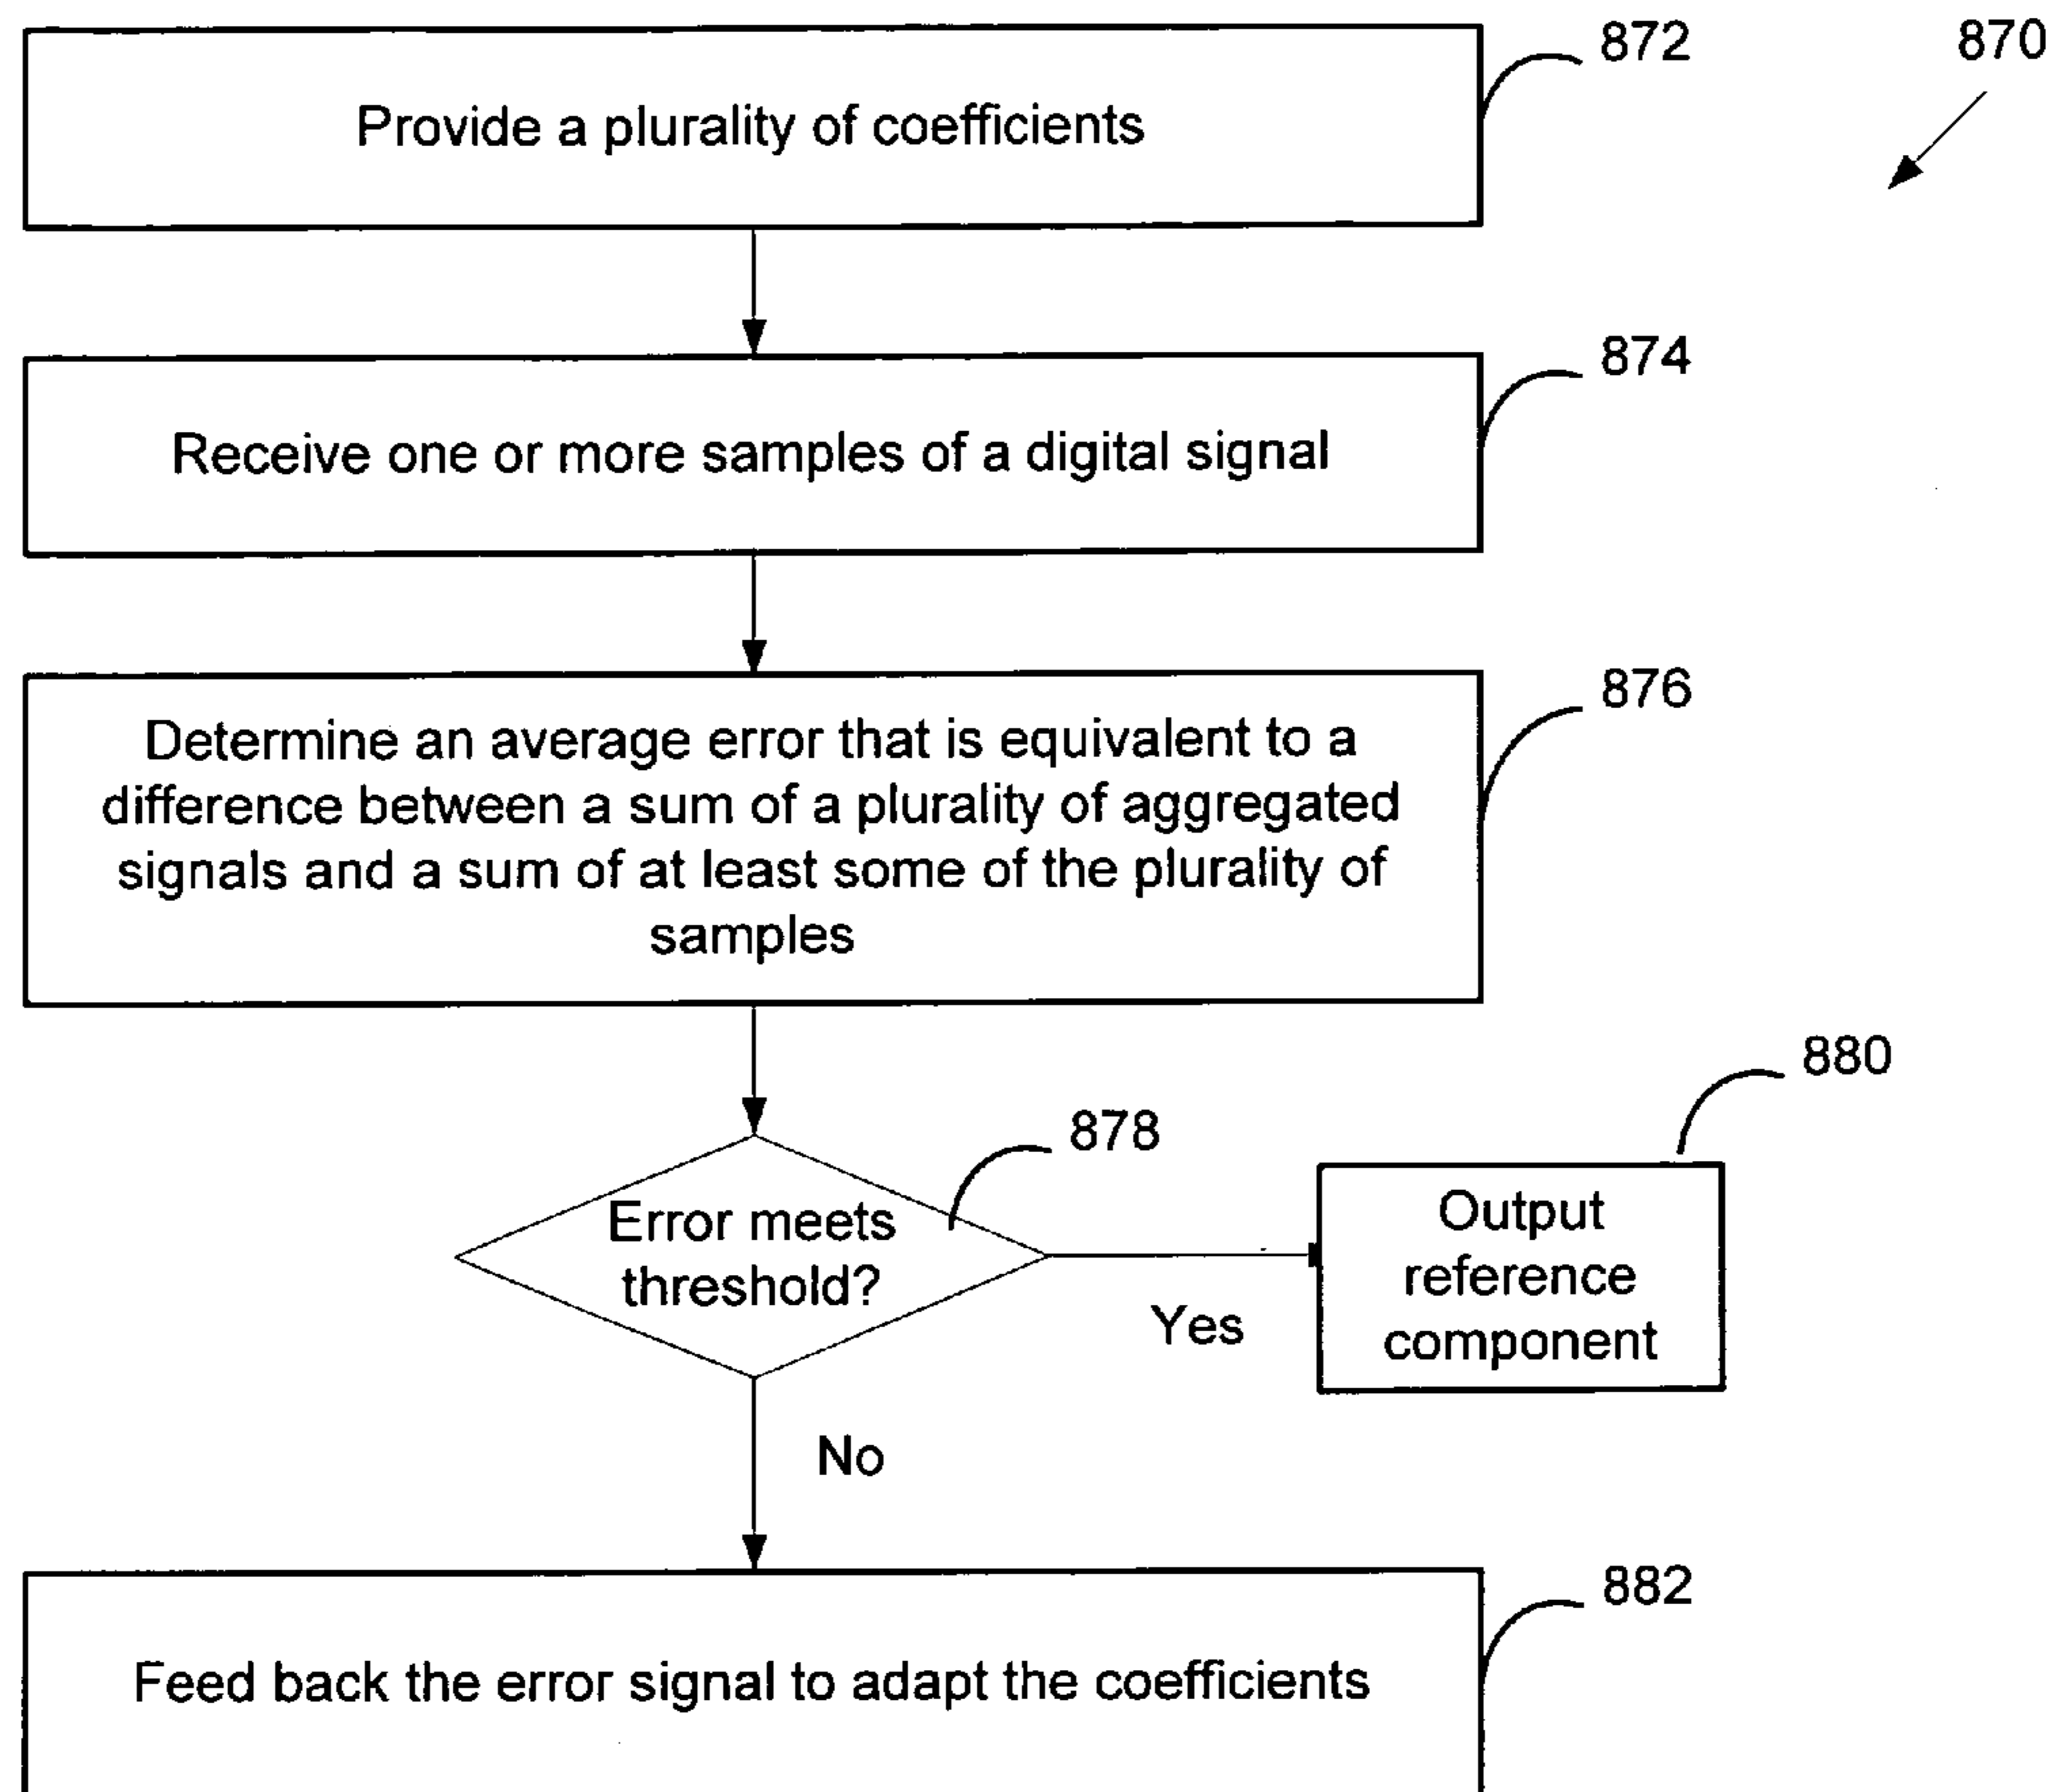 872
870
Provide a plurality of coefficients
874
Receive one or more samples of a digital signal
876
Determine an average error that is equivalent to a
difference between a sum of a plurality of aggregated
signals and a sum of at least some of the plurality of
samples
880
878
Error meets
threshold?
Yes
Output
reference
component
No
882
Feed back the error signal to adapt the coefficients